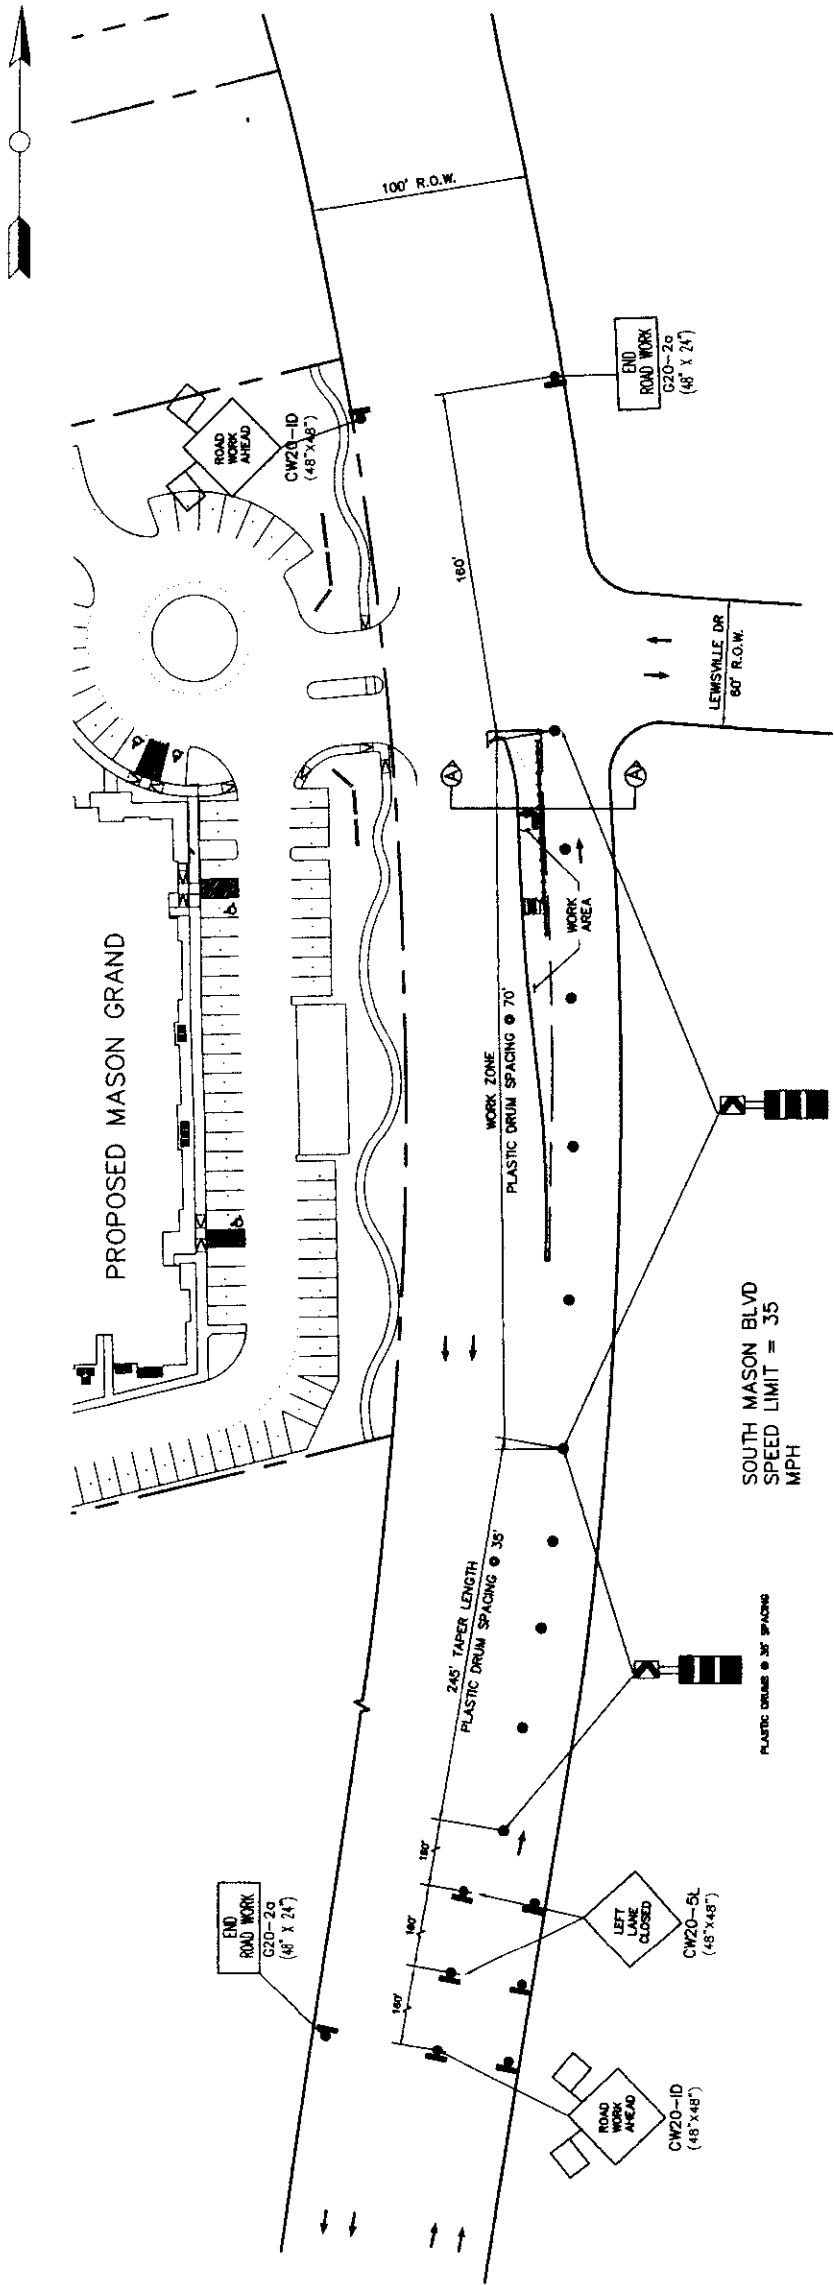 100' R.O.W.
END
ROAD WORK
G20-2a
(48" X 24")
ROAD
WORK
AHEAD
CW20-1D
(48"X48")
160'
LEWISVILLE DR
60' R.O.W.
A
A
WORK
AREA
PROPOSED MASON GRAND
WORK ZONE
PLASTIC DRUM SPACING @ 70'
SOUTH MASON BLVD
SPEED LIMIT = 35
MPH
245' TAPER LENGTH
PLASTIC DRUM SPACING @ 35'
PLASTIC DRUMS @ 35' SPACING
160'
160'
160'
END
ROAD WORK
G20-2a
(48" X 24")
LEFT
LANE
CLOSED
CW20-5L
(48"X48")
ROAD
WORK
AHEAD
CW20-1D
(48"X48")